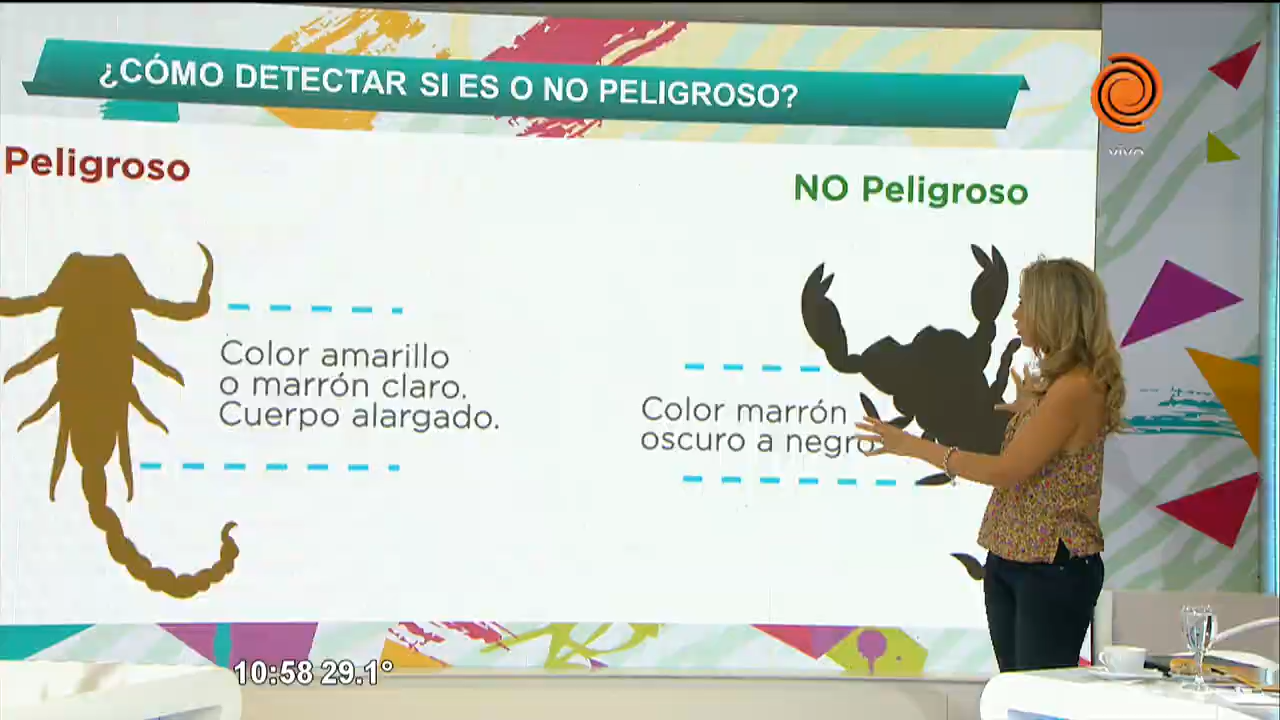 ¿CÓMO DETECTAR SI ES O NO PELIGROSO?
vivo
Peligroso
NO Peligroso
Color amarillo
o marrón claro.
Cuerpo alargado.
Color marrón
oscuro a negro
10:58 29.1°